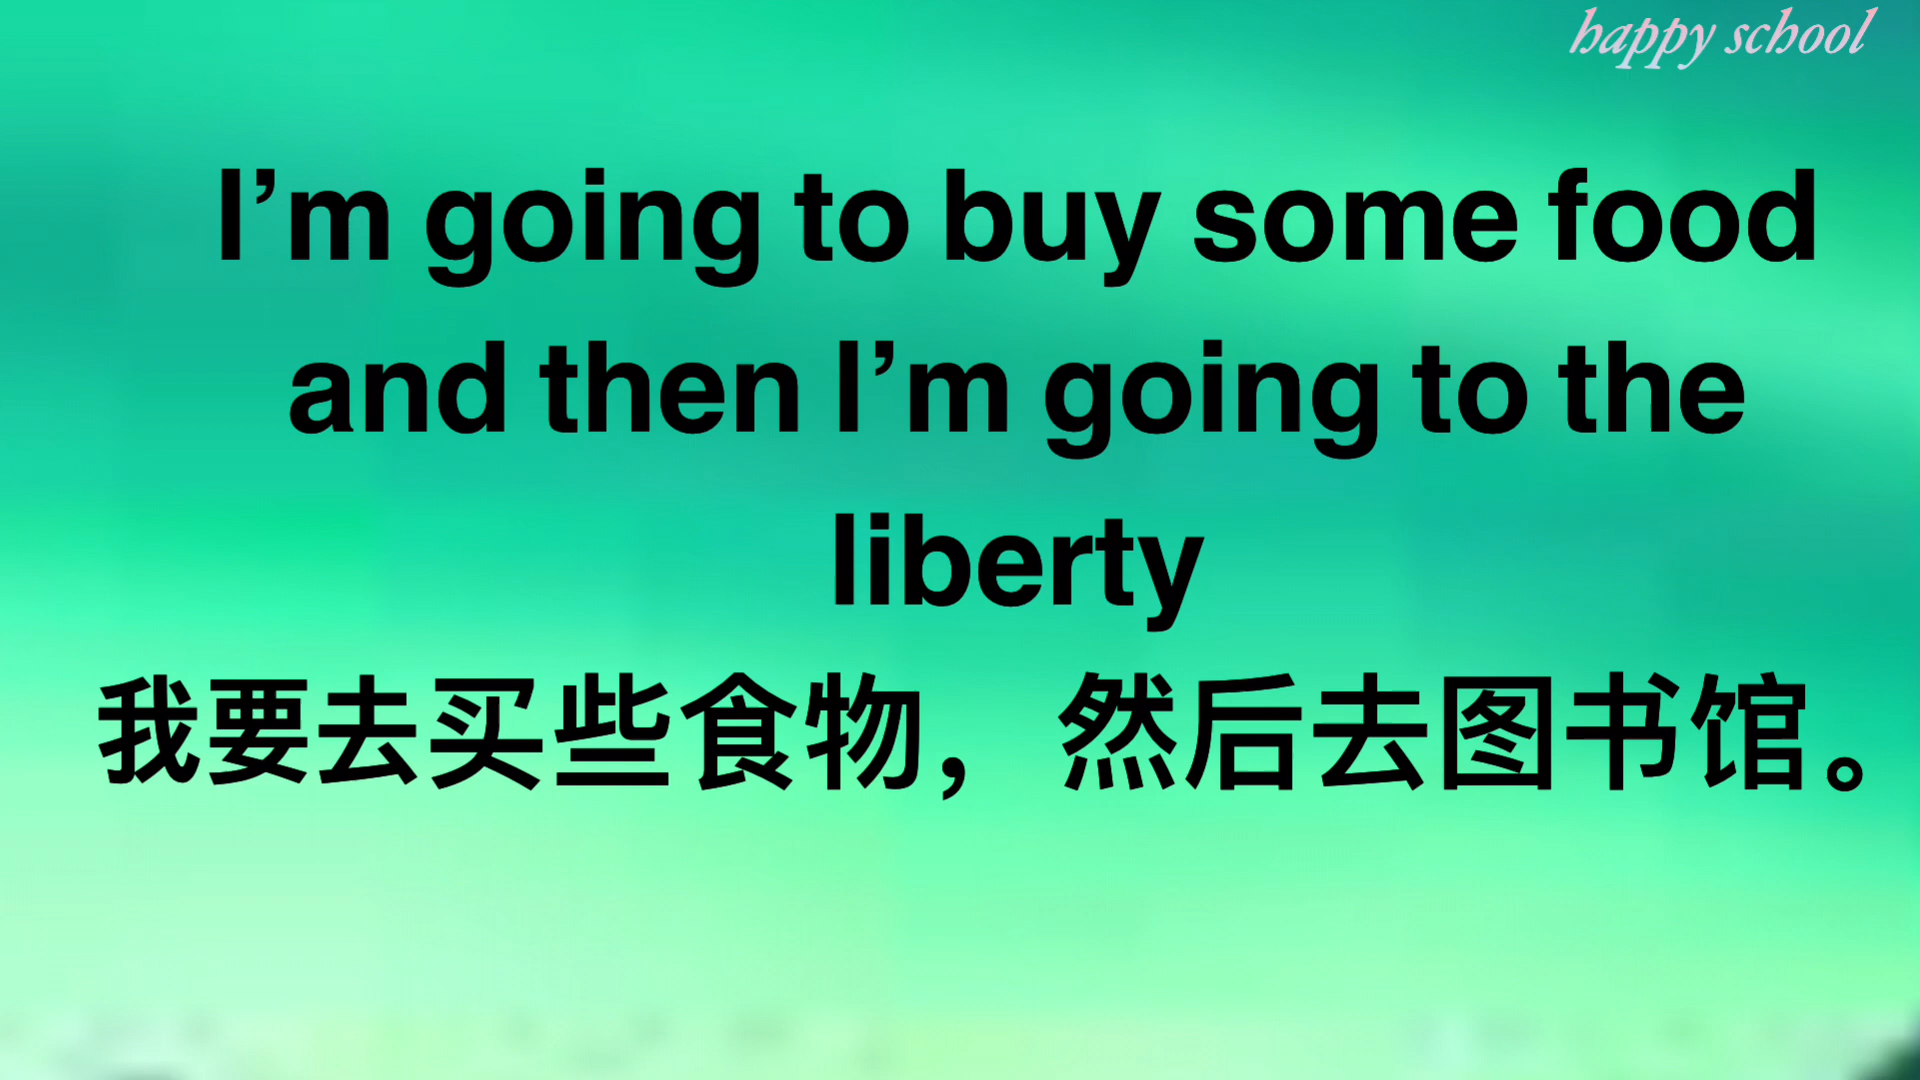 happy school
I’m going to buy some food
and then I’m going to the
liberty
我要去买些食物，然后去图书馆。